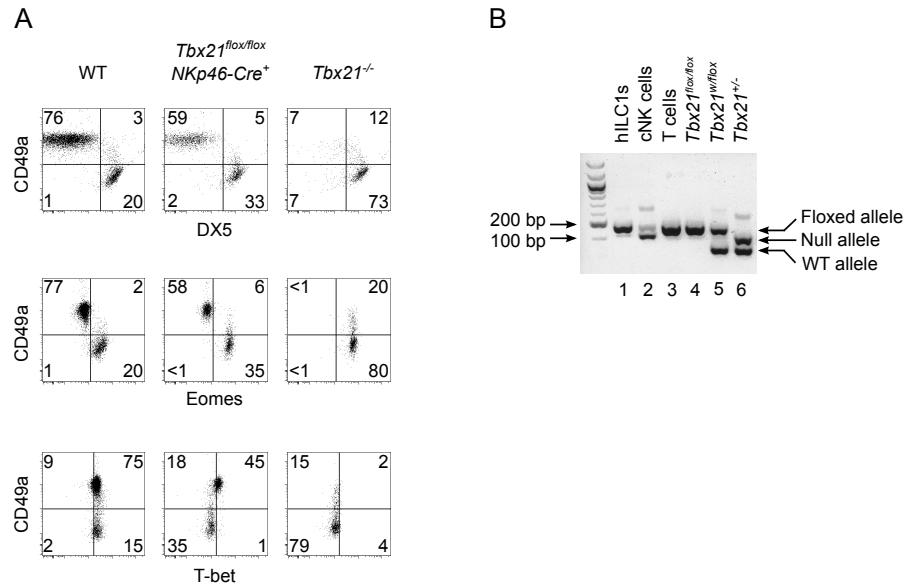 A
WT
Tbx21flox/flox
NKp46-Cre+
Tbx21-/-
76 3
1 20
59 5
2 33
7 12
7 73
CD49a
DX5
77 2
1 20
58 6
<1 35
<1 20
<1 80
CD49a
Eomes
9 75
2 15
18 45
35 1
15 2
79 4
CD49a
T-bet
B
hILC1s
cNK cells
T cells
Tbx21flox/flox
Tbx21w/flox
Tbx21+/-
200 bp
100 bp
Floxed allele
Null allele
WT allele
1 2 3 4 5 6